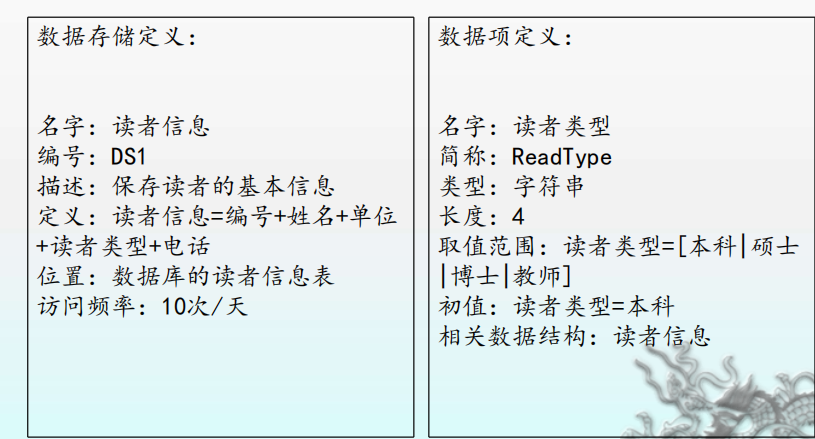 数据存储定义：
名字：读者信息
编号：DS1
描述：保存读者的基本信息
定义：读者信息=编号+姓名+单位
+读者类型+电话
位置：数据库的读者信息表
访问频率：10次/天
数据项定义：
名字：读者类型
简称：ReadType
类型：字符串
长度：4
取值范围：读者类型=[本科|硕士
|博士|教师]
初值：读者类型=本科
相关数据结构：读者信息